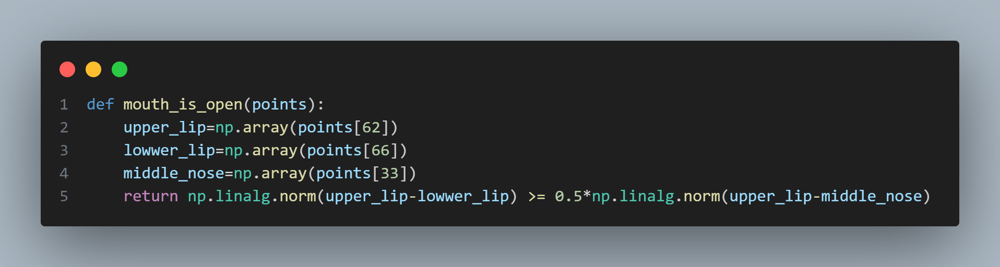 1 def mouth_is_open(points):
2     upper_lip=np.array(points[62])
3     lowwer_lip=np.array(points[66])
4     middle_nose=np.array(points[33])
5     return np.linalg.norm(upper_lip-lowwer_lip) >= 0.5*np.linalg.norm(upper_lip-middle_nose)